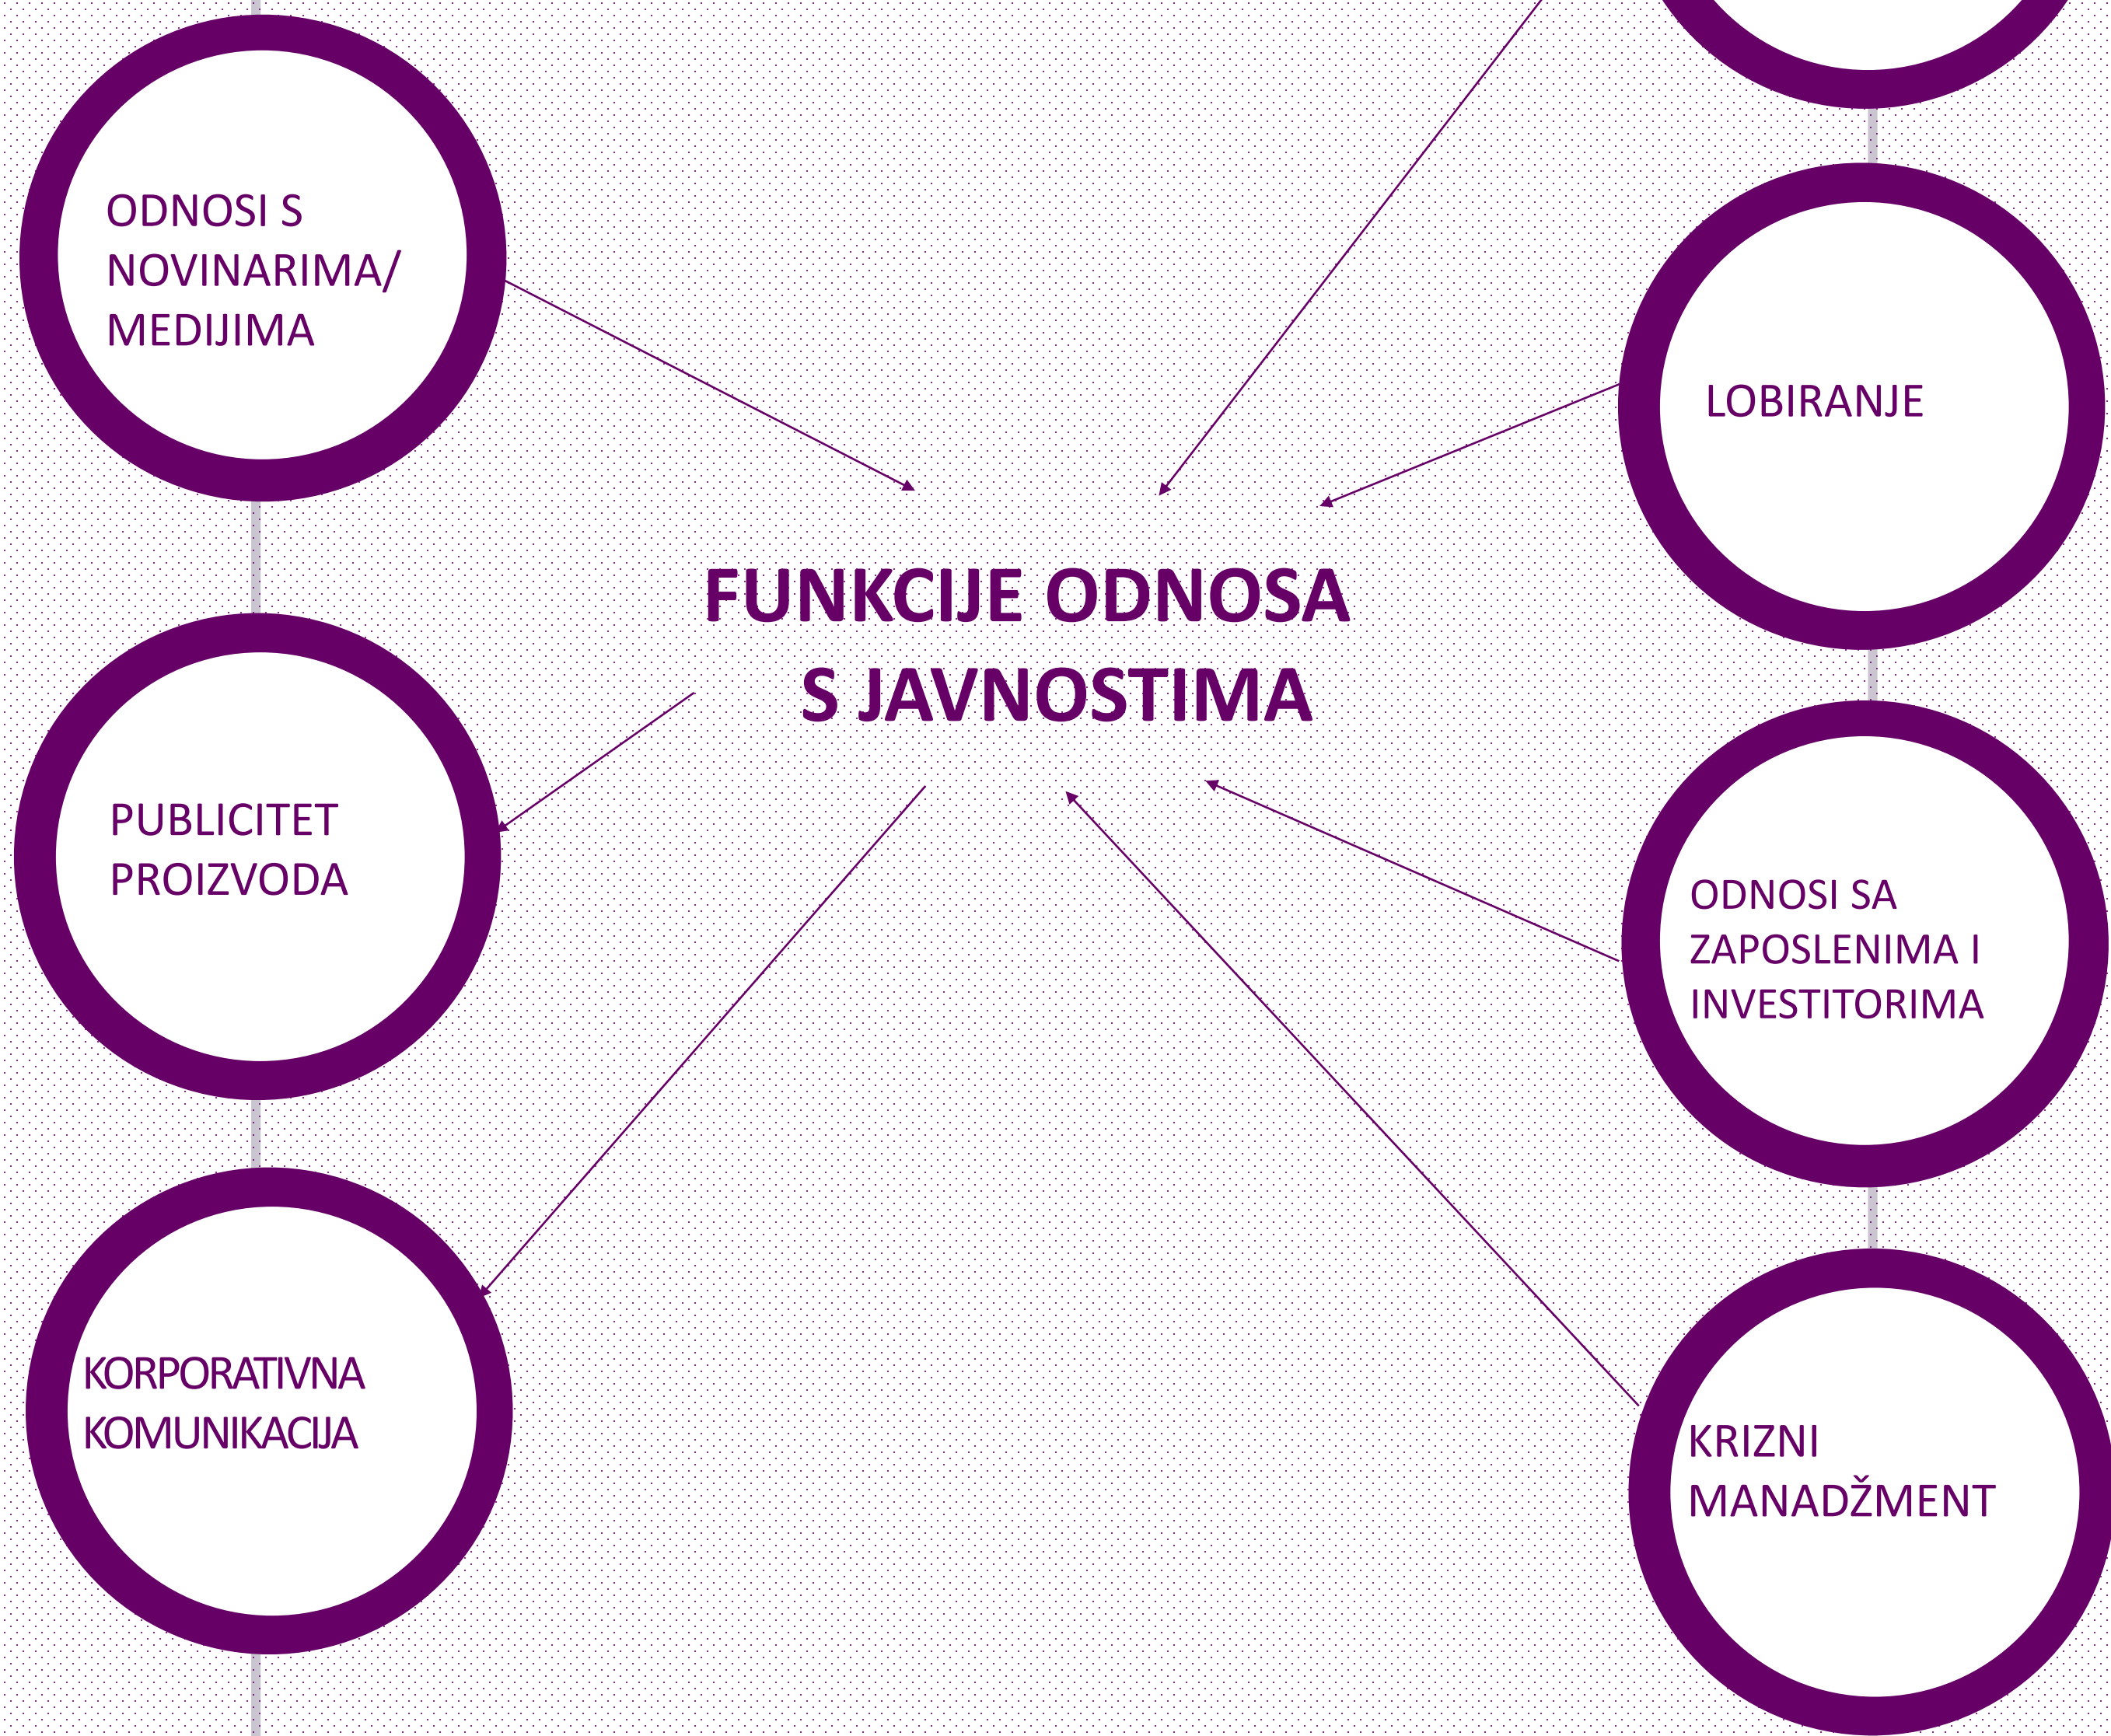 ODNOSI S
NOVINARIMA/
MEDIJIMA
LOBIRANJE
FUNKCIJE ODNOSA
S JAVNOSTIMA
PUBLICITET
PROIZVODA
ODNOSI SA
ZAPOSLENIMA I
INVESTITORIMA
KORPORATIVNA
KOMUNIKACIJA
KRIZNI
MANADŽMENT